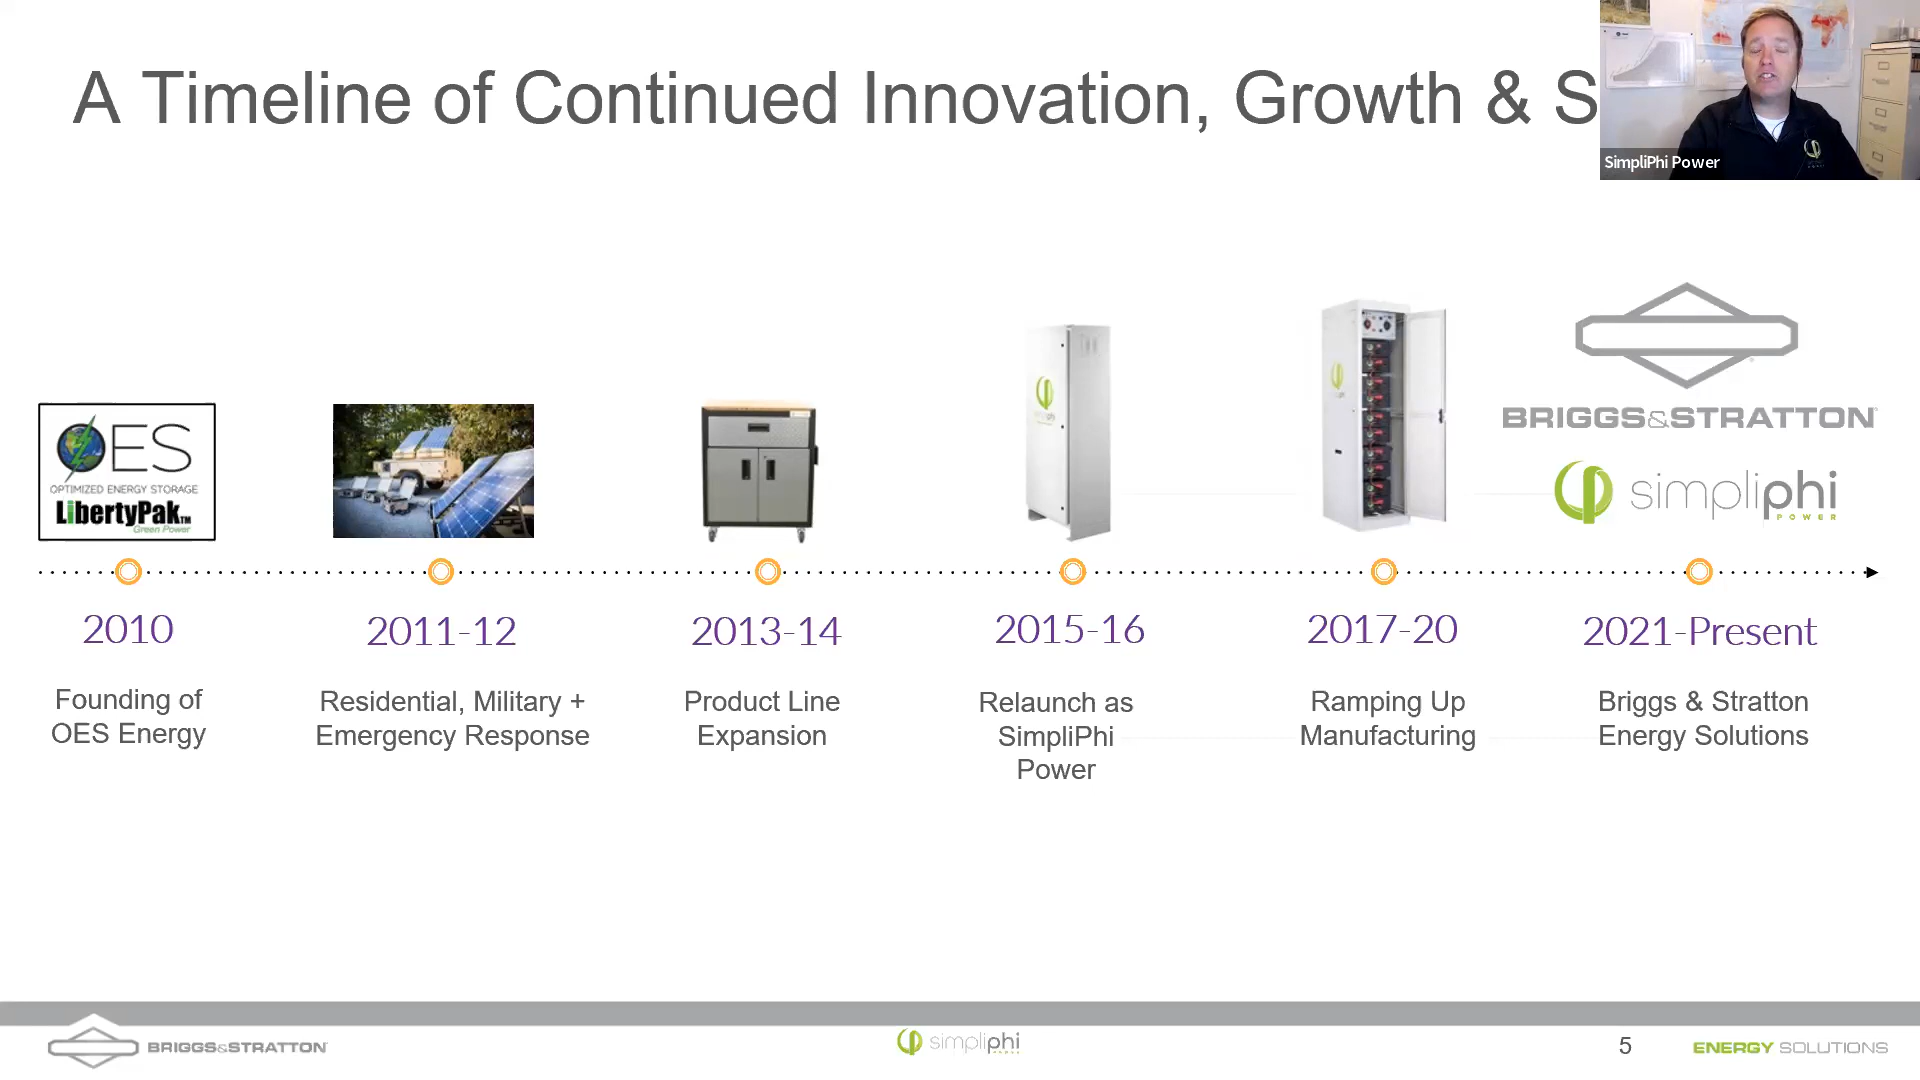 A Timeline of Continued Innovation, Growth & S
SimpliPhi Power
OES
OPTIMIZED ENERGY STORAGE
LibertyPak™
Green Power
BRIGGS&STRATTON
simpliphi
POWER
2010
Founding of
OES Energy
2011-12
Residential, Military +
Emergency Response
2013-14
Product Line
Expansion
2015-16
Relaunch as
SimpliPhi
Power
2017-20
Ramping Up
Manufacturing
2021-Present
Briggs & Stratton
Energy Solutions
BRIGGS&STRATTON
simpliphi
POWER
5
ENERGY SOLUTIONS